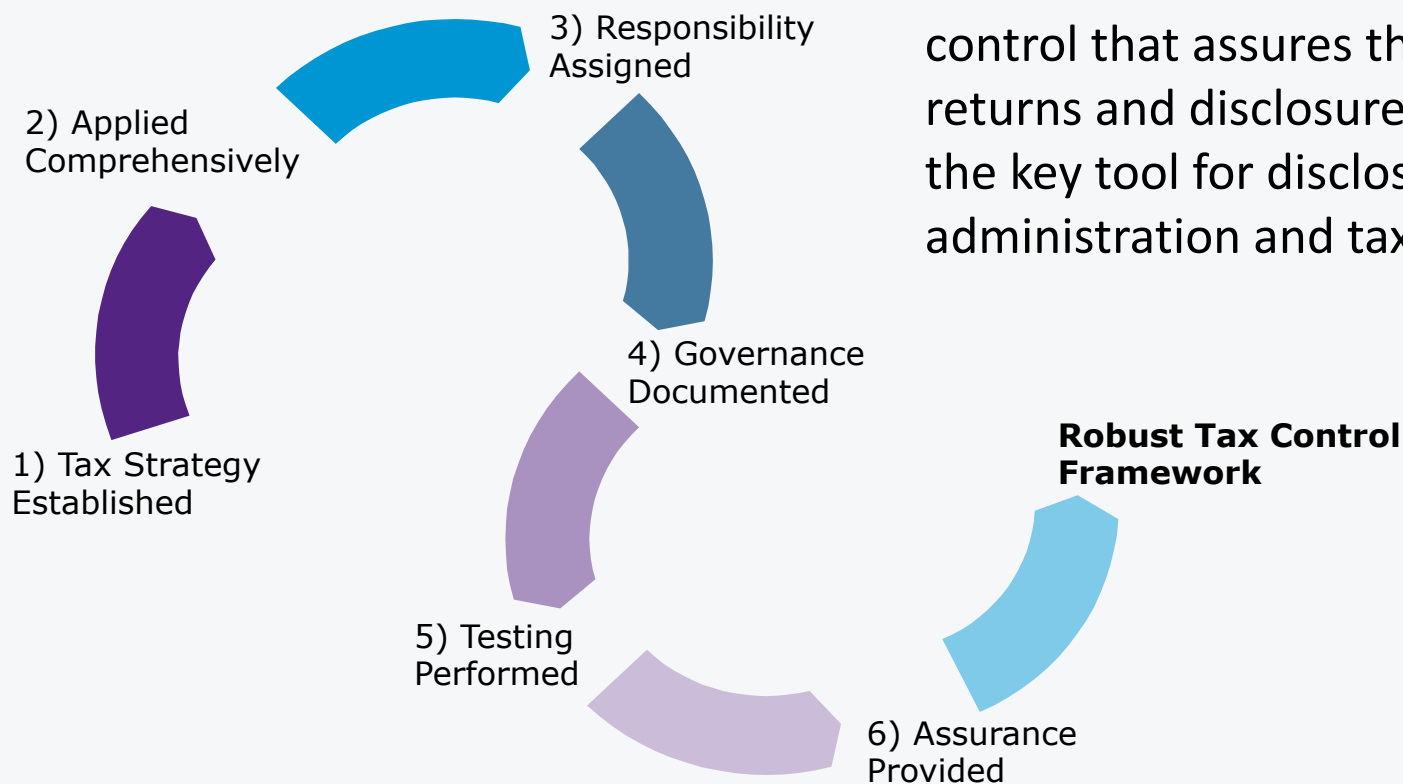 1) Tax Strategy
Established
2) Applied
Comprehensively
3) Responsibility
Assigned
4) Governance
Documented
5) Testing
Performed
6) Assurance
Provided
Robust Tax Control
Framework
control that assures th
returns and disclosure
the key tool for disclos
administration and tax